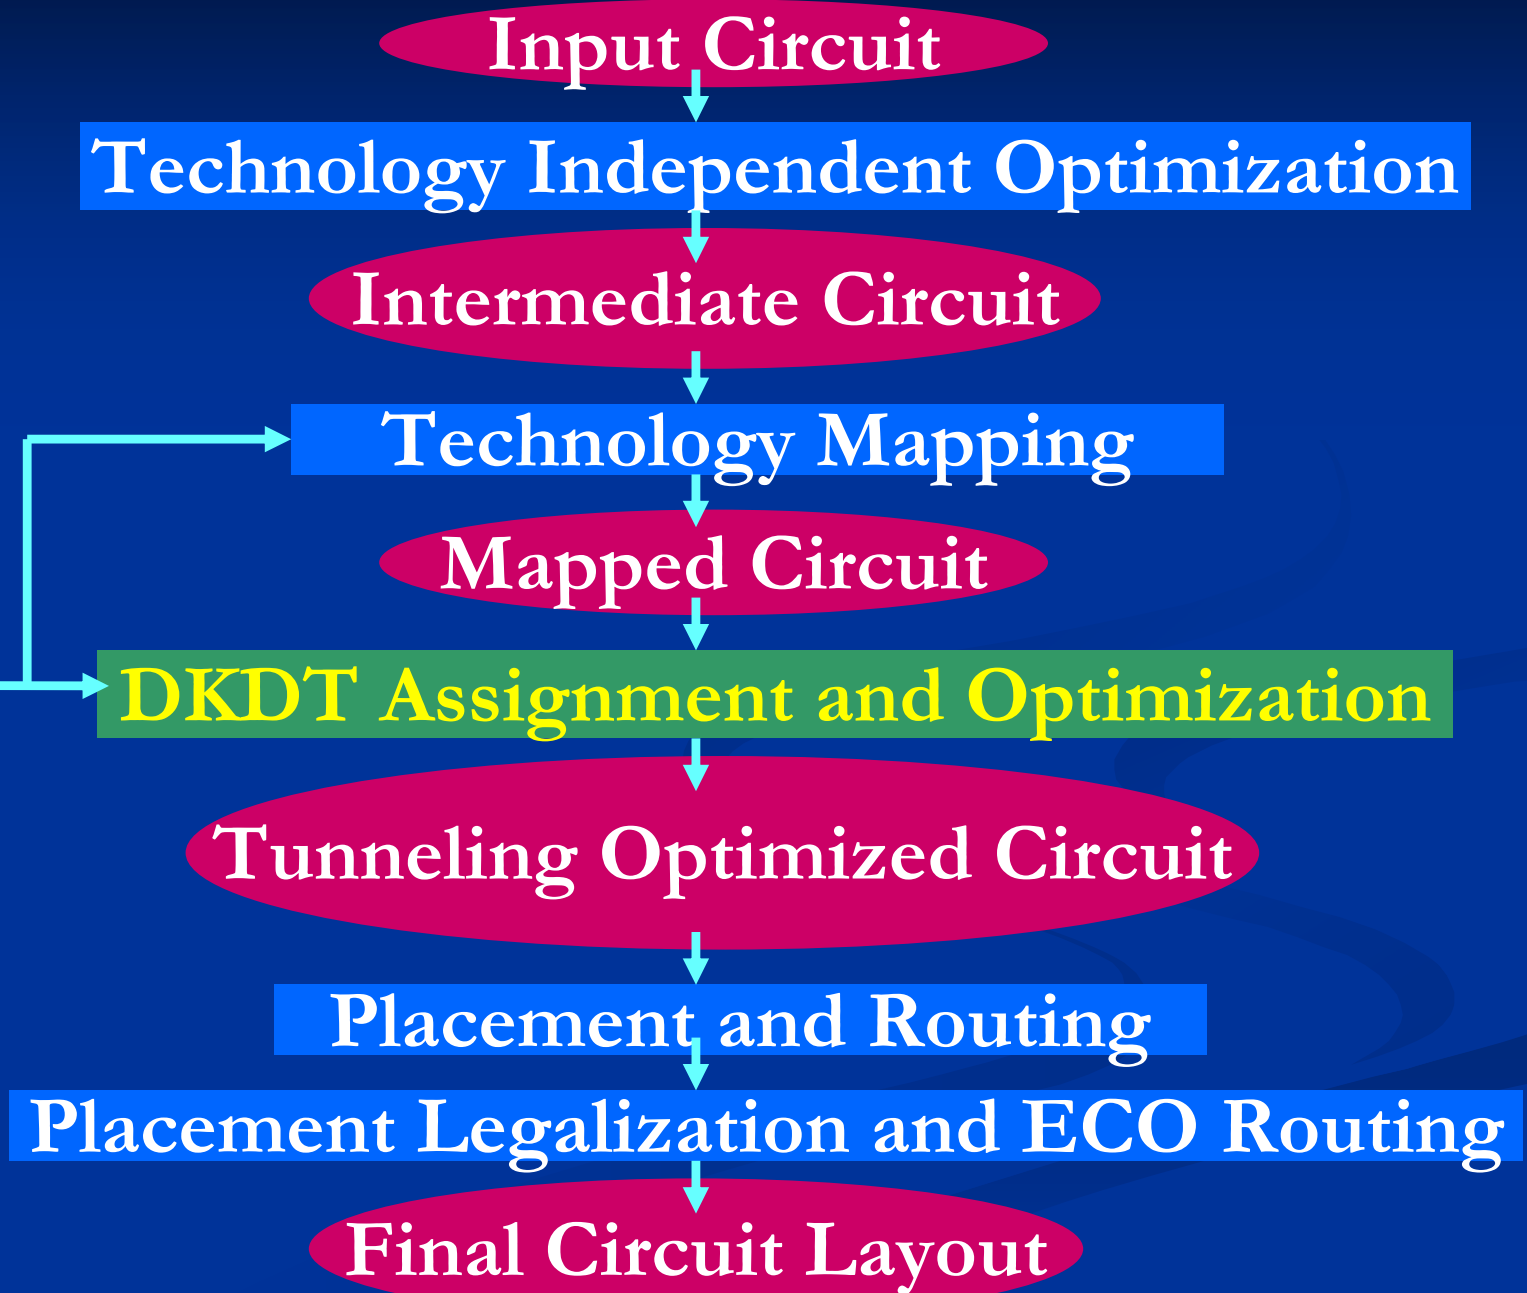 Input Circuit
Technology Independent Optimization
Intermediate Circuit
Technology Mapping
Mapped Circuit
DKDT Assignment and Optimization
Tunneling Optimized Circuit
Placement and Routing
Placement Legalization and ECO Routing
Final Circuit Layout